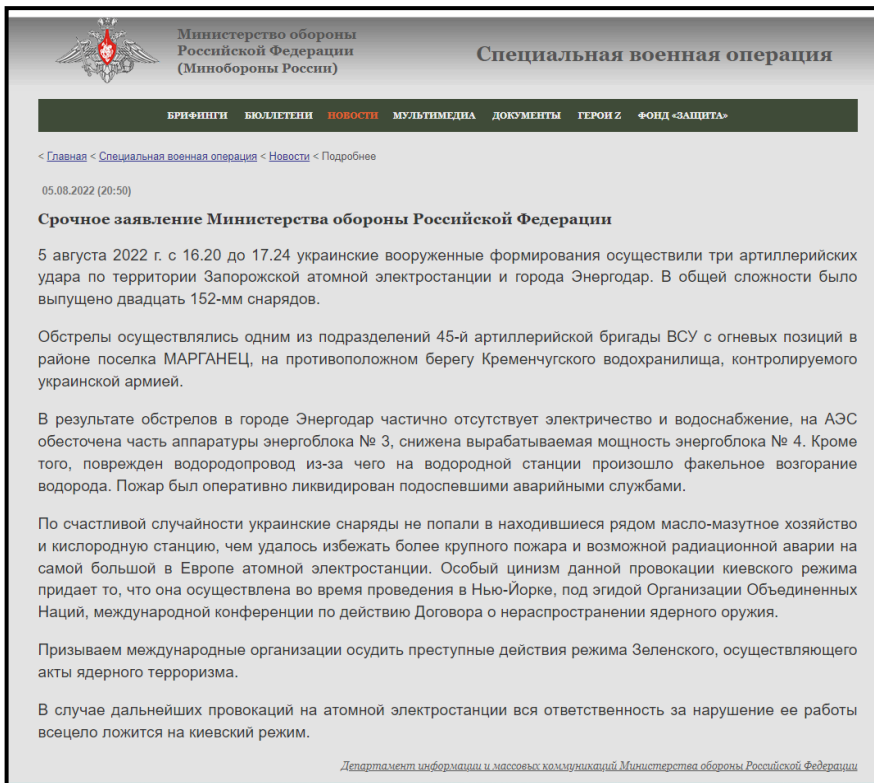 Министерство обороны
Российской Федерации
(Минобороны России)
Специальная военная операция
БРИФИНГИ БЮЛЛЕТЕНИ НОВОСТИ МУЛЬТИМЕДИА ДОКУМЕНТЫ ГЕРОИ Z ФОНД «ЗАЩИТА»
< Главная < Специальная военная операция < Новости < Подробнее
05.08.2022 (20:50)
Срочное заявление Министерства обороны Российской Федерации
5 августа 2022 г. с 16.20 до 17.24 украинские вооруженные формирования осуществили три артиллерийских
удара по территории Запорожской атомной электростанции и города Энергодар. В общей сложности было
выпущено двадцать 152-мм снарядов.
Обстрелы осуществлялись одним из подразделений 45-й артиллерийской бригады ВСУ с огневых позиций в
районе поселка МАРГАНЕЦ, на противоположном берегу Кременчугского водохранилища, контролируемого
украинской армией.
В результате обстрелов в городе Энергодар частично отсутствует электричество и водоснабжение, на АЭС
обесточена часть аппаратуры энергоблока № 3, снижена вырабатываемая мощность энергоблока № 4. Кроме
того, поврежден водородопровод из-за чего на водородной станции произошло факельное возгорание
водорода. Пожар был оперативно ликвидирован подоспевшими аварийными службами.
По счастливой случайности украинские снаряды не попали в находившиеся рядом масло-мазутное хозяйство
и кислородную станцию, чем удалось избежать более крупного пожара и возможной радиационной аварии на
самой большой в Европе атомной электростанции. Особый цинизм данной провокации киевского режима
придает то, что она осуществлена во время проведения в Нью-Йорке, под эгидой Организации Объединенных
Наций, международной конференции по действию Договора о нераспространении ядерного оружия.
Призываем международные организации осудить преступные действия режима Зеленского, осуществляющего
акты ядерного терроризма.
В случае дальнейших провокаций на атомной электростанции вся ответственность за нарушение ее работы
всецело ложится на киевский режим.
Департамент информации и массовых коммуникаций Министерства обороны Российской Федерации